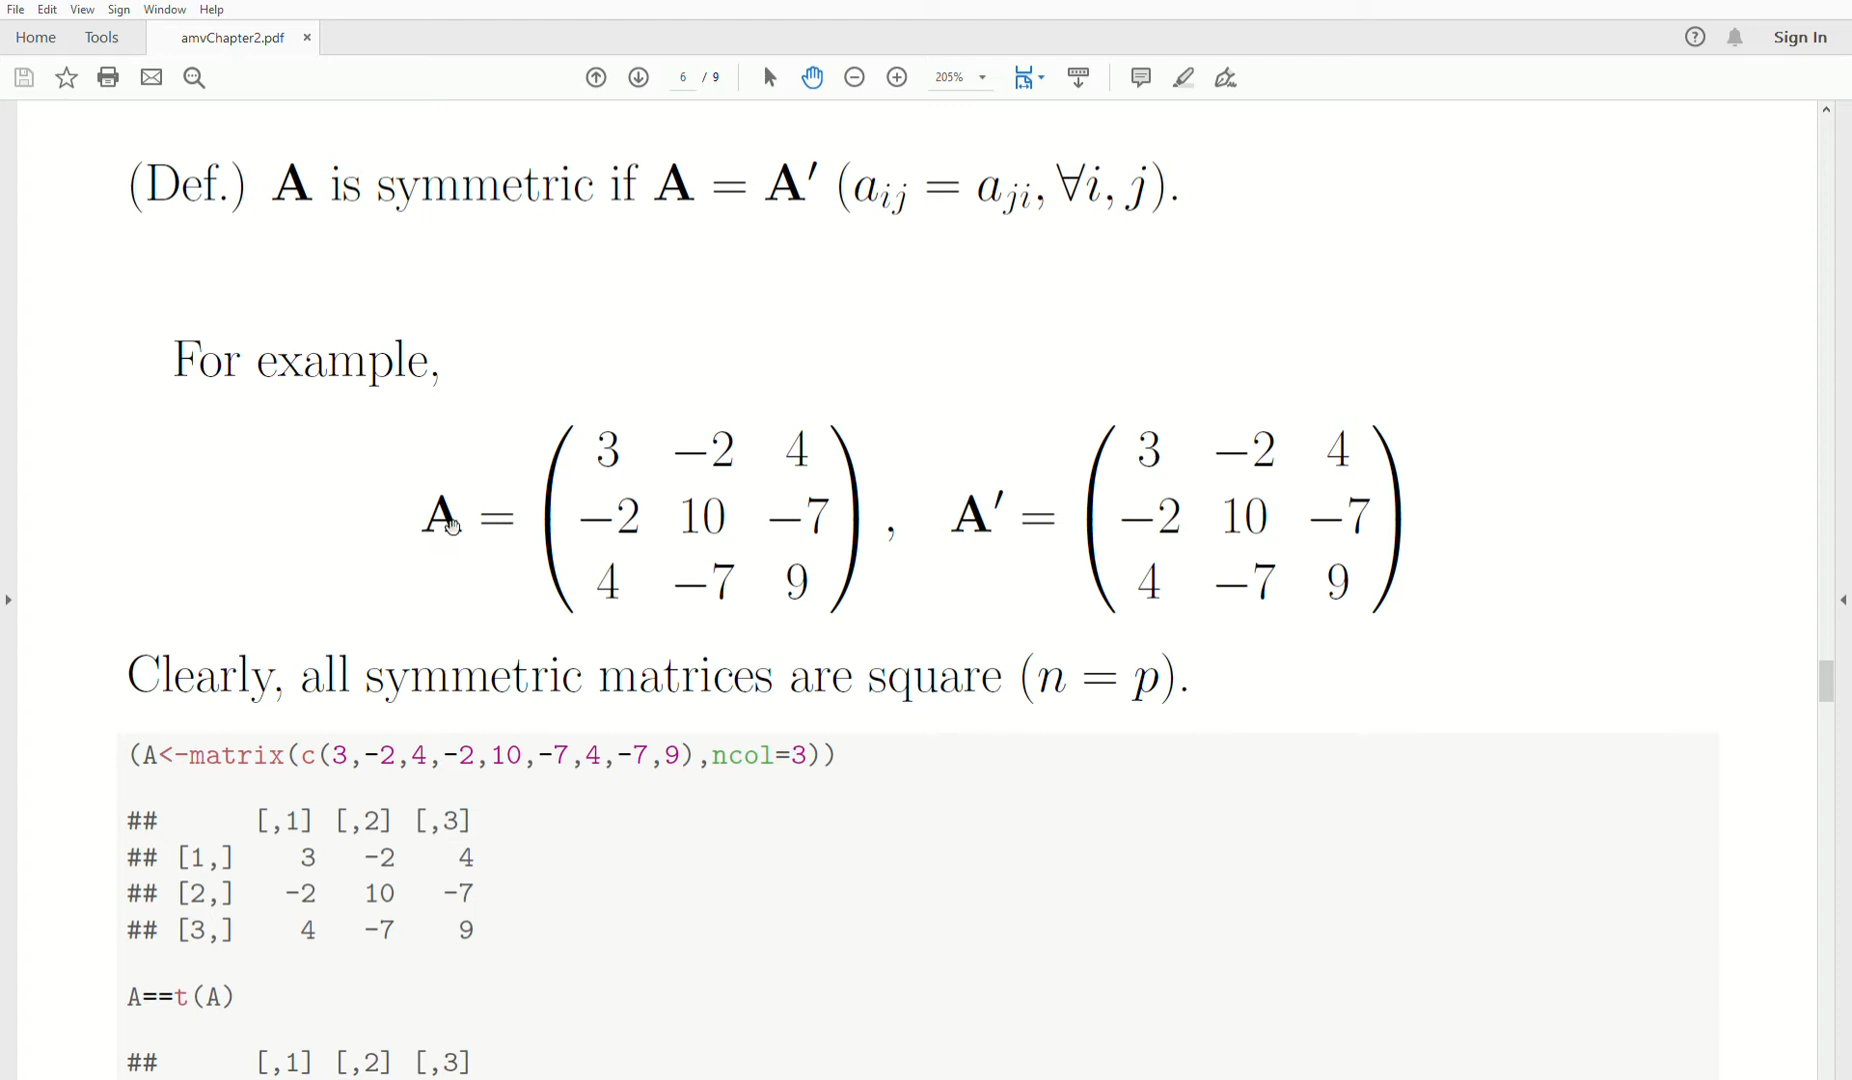 File Edit View Sign Window Help
Home Tools amvChapter2.pdf × Sign In
6 / 9 205%
(Def.) A is symmetric if A = A′ (aᵢⱼ = aⱼᵢ, ∀i, j).
For example,
A = ( 3 −2 4 ) , A′ = ( 3 −2 4 )
( −2 10 −7 ) ( −2 10 −7 )
( 4 −7 9 ) ( 4 −7 9 )
Clearly, all symmetric matrices are square (n = p).
(A<-matrix(c(3,-2,4,-2,10,-7,4,-7,9),ncol=3))
## [,1] [,2] [,3]
## [1,] 3 -2 4
## [2,] -2 10 -7
## [3,] 4 -7 9
A==t(A)
## [,1] [,2] [,3]